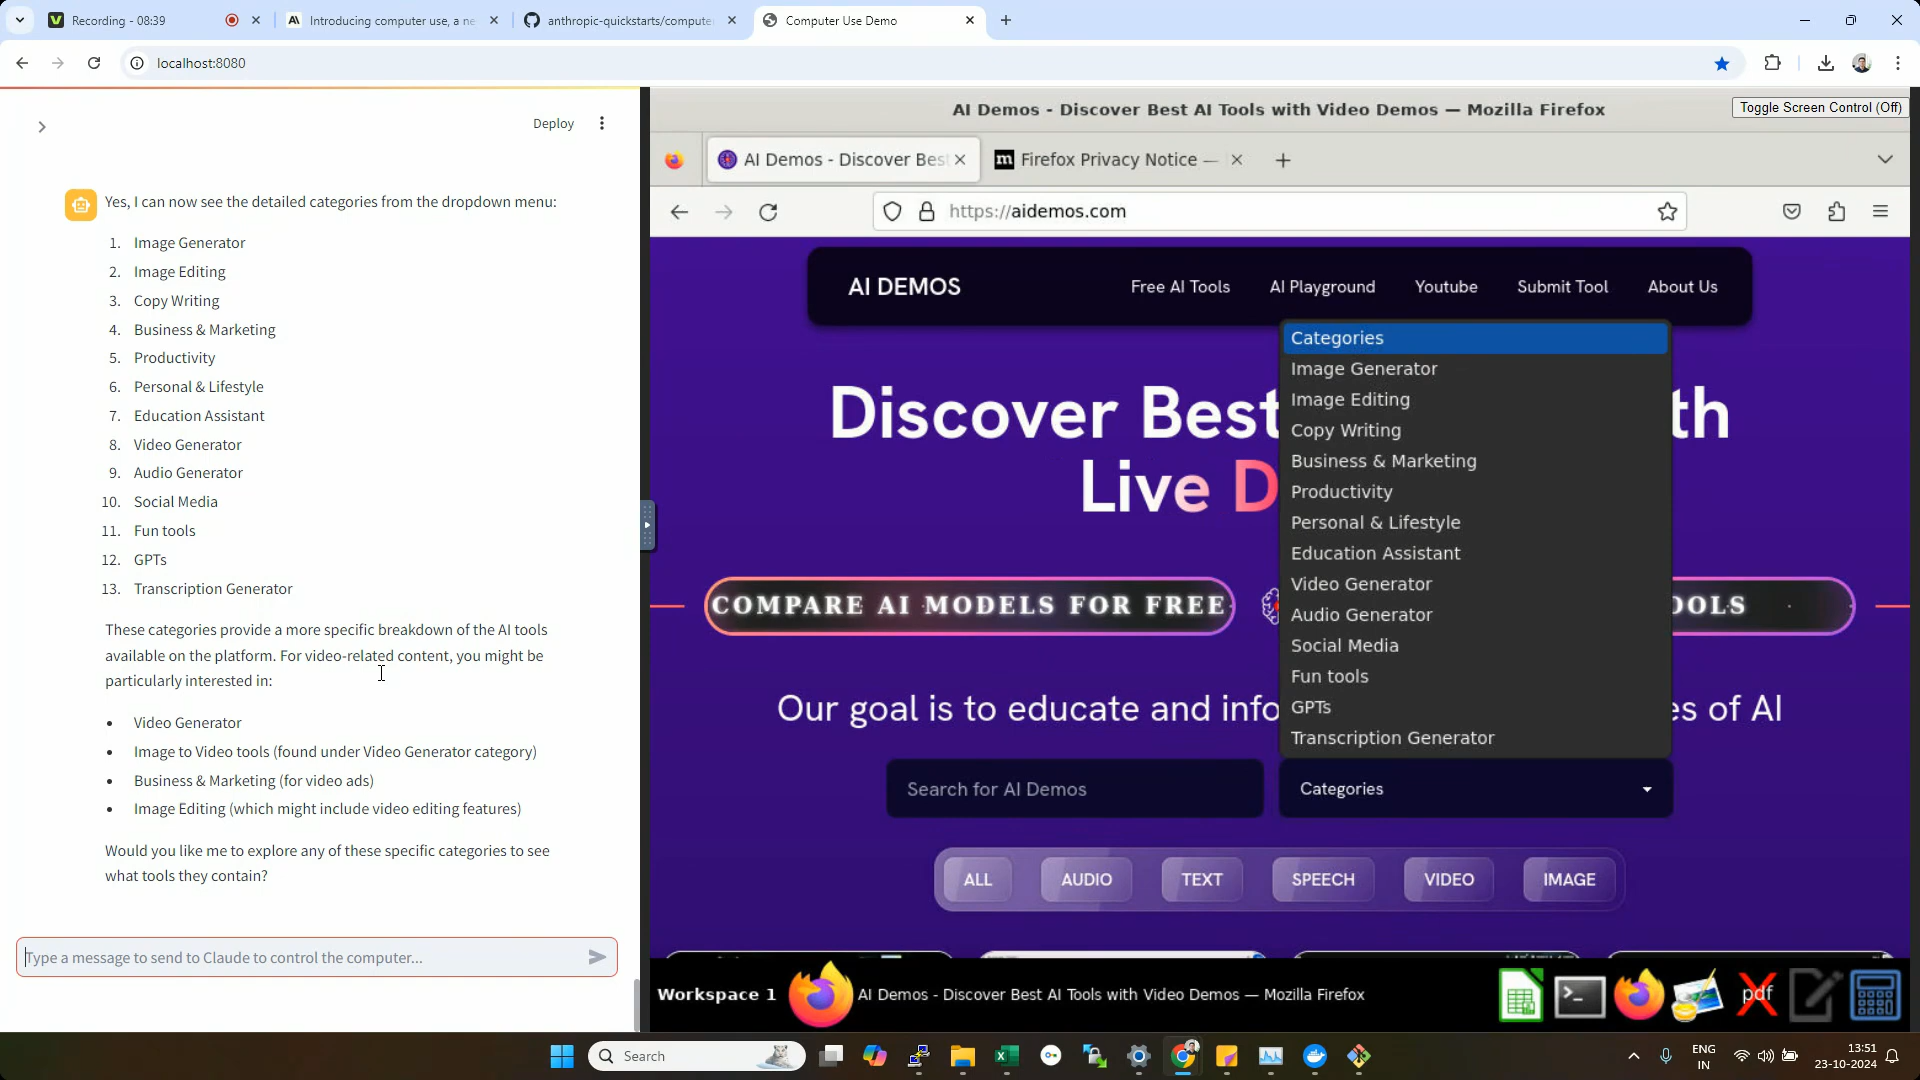 Recording - 08:39
Introducing computer use, a ne
anthropic-quickstarts/compute
Computer Use Demo
localhost:8080
Deploy
Yes, I can now see the detailed categories from the dropdown menu:
1. Image Generator
2. Image Editing
3. Copy Writing
4. Business & Marketing
5. Productivity
6. Personal & Lifestyle
7. Education Assistant
8. Video Generator
9. Audio Generator
10. Social Media
11. Fun tools
12. GPTs
13. Transcription Generator
These categories provide a more specific breakdown of the AI tools
available on the platform. For video-related content, you might be
particularly interested in:
• Video Generator
• Image to Video tools (found under Video Generator category)
• Business & Marketing (for video ads)
• Image Editing (which might include video editing features)
Would you like me to explore any of these specific categories to see
what tools they contain?
Type a message to send to Claude to control the computer...
AI Demos - Discover Best AI Tools with Video Demos — Mozilla Firefox
Toggle Screen Control (Off)
AI Demos - Discover Bes
Firefox Privacy Notice —
https://aidemos.com
AI DEMOS
Free AI Tools
AI Playground
Youtube
Submit Tool
About Us
Categories
Image Generator
Image Editing
Copy Writing
Business & Marketing
Productivity
Personal & Lifestyle
Education Assistant
Video Generator
Audio Generator
Social Media
Fun tools
GPTs
Transcription Generator
Discover Best th
Live D
COMPARE AI MODELS FOR FREE OOLS
Our goal is to educate and info es of AI
Search for AI Demos
Categories
ALL
AUDIO
TEXT
SPEECH
VIDEO
IMAGE
Workspace 1
AI Demos - Discover Best AI Tools with Video Demos — Mozilla Firefox
pdf
Search
ENG
IN
13:51
23-10-2024